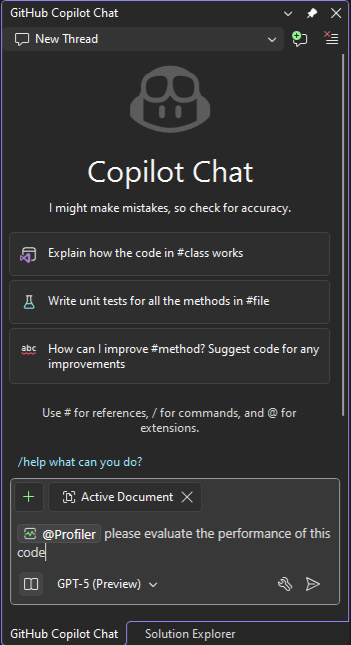 GitHub Copilot Chat
New Thread
Copilot Chat
I might make mistakes, so check for accuracy.
Explain how the code in #class works
Write unit tests for all the methods in #file
abc
How can I improve #method? Suggest code for any
improvements
Use # for references, / for commands, and @ for
extensions.
/help what can you do?
Active Document
@Profiler please evaluate the performance of this
code
GPT-5 (Preview)
GitHub Copilot Chat
Solution Explorer